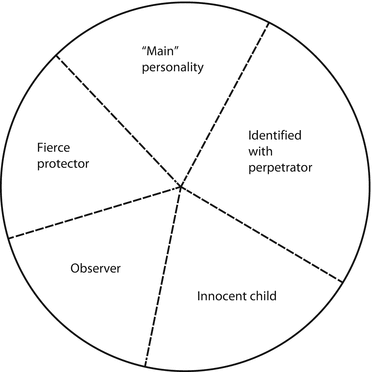 “Main”
personality
Identified
with
perpetrator
Fierce
protector
Observer
Innocent child